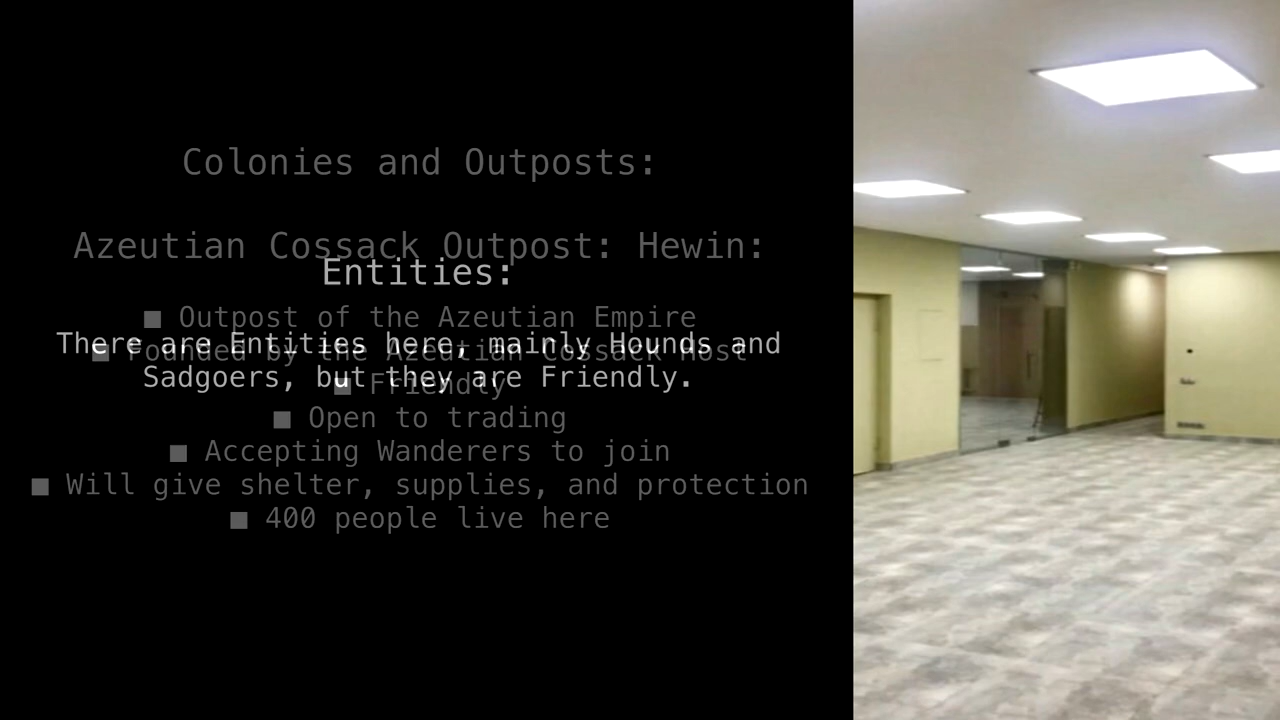 Colonies and Outposts:
Azeutian Cossack Outpost: Hewin:
Entities:
■ Outpost of the Azeutian Empire
There are Entities here, mainly Hounds and
■ Founded by the Azeutian Cossack Host
Sadgoers, but they are Friendly.
■ Friendly
■ Open to trading
■ Accepting Wanderers to join
■ Will give shelter, supplies, and protection
■ 400 people live here